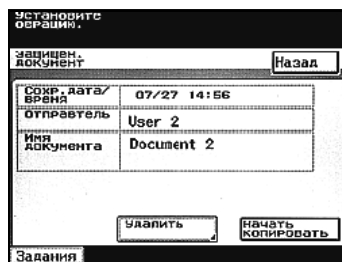 Установите
оврацию.
Защищен.
документ
Назад
Сохр.дата/
время
07/27 14:56
Отправитель
User 2
Имя
документа
Document 2
Удалить
Начать
копировать
Задания